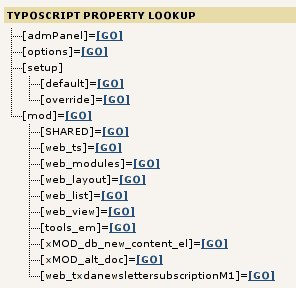 TYPOSCRIPT PROPERTY LOOKUP
[admPanel]=[GO]
[options]=[GO]
[setup]
[default]=[GO]
[override]=[GO]
[mod]=[GO]
[SHARED]=[GO]
[web_ts]=[GO]
[web_modules]=[GO]
[web_layout]=[GO]
[web_list]=[GO]
[web_view]=[GO]
[tools_em]=[GO]
[xMOD_db_new_content_el]=[GO]
[xMOD_alt_doc]=[GO]
[web_txdanewslettersubscriptionM1]=[GO]